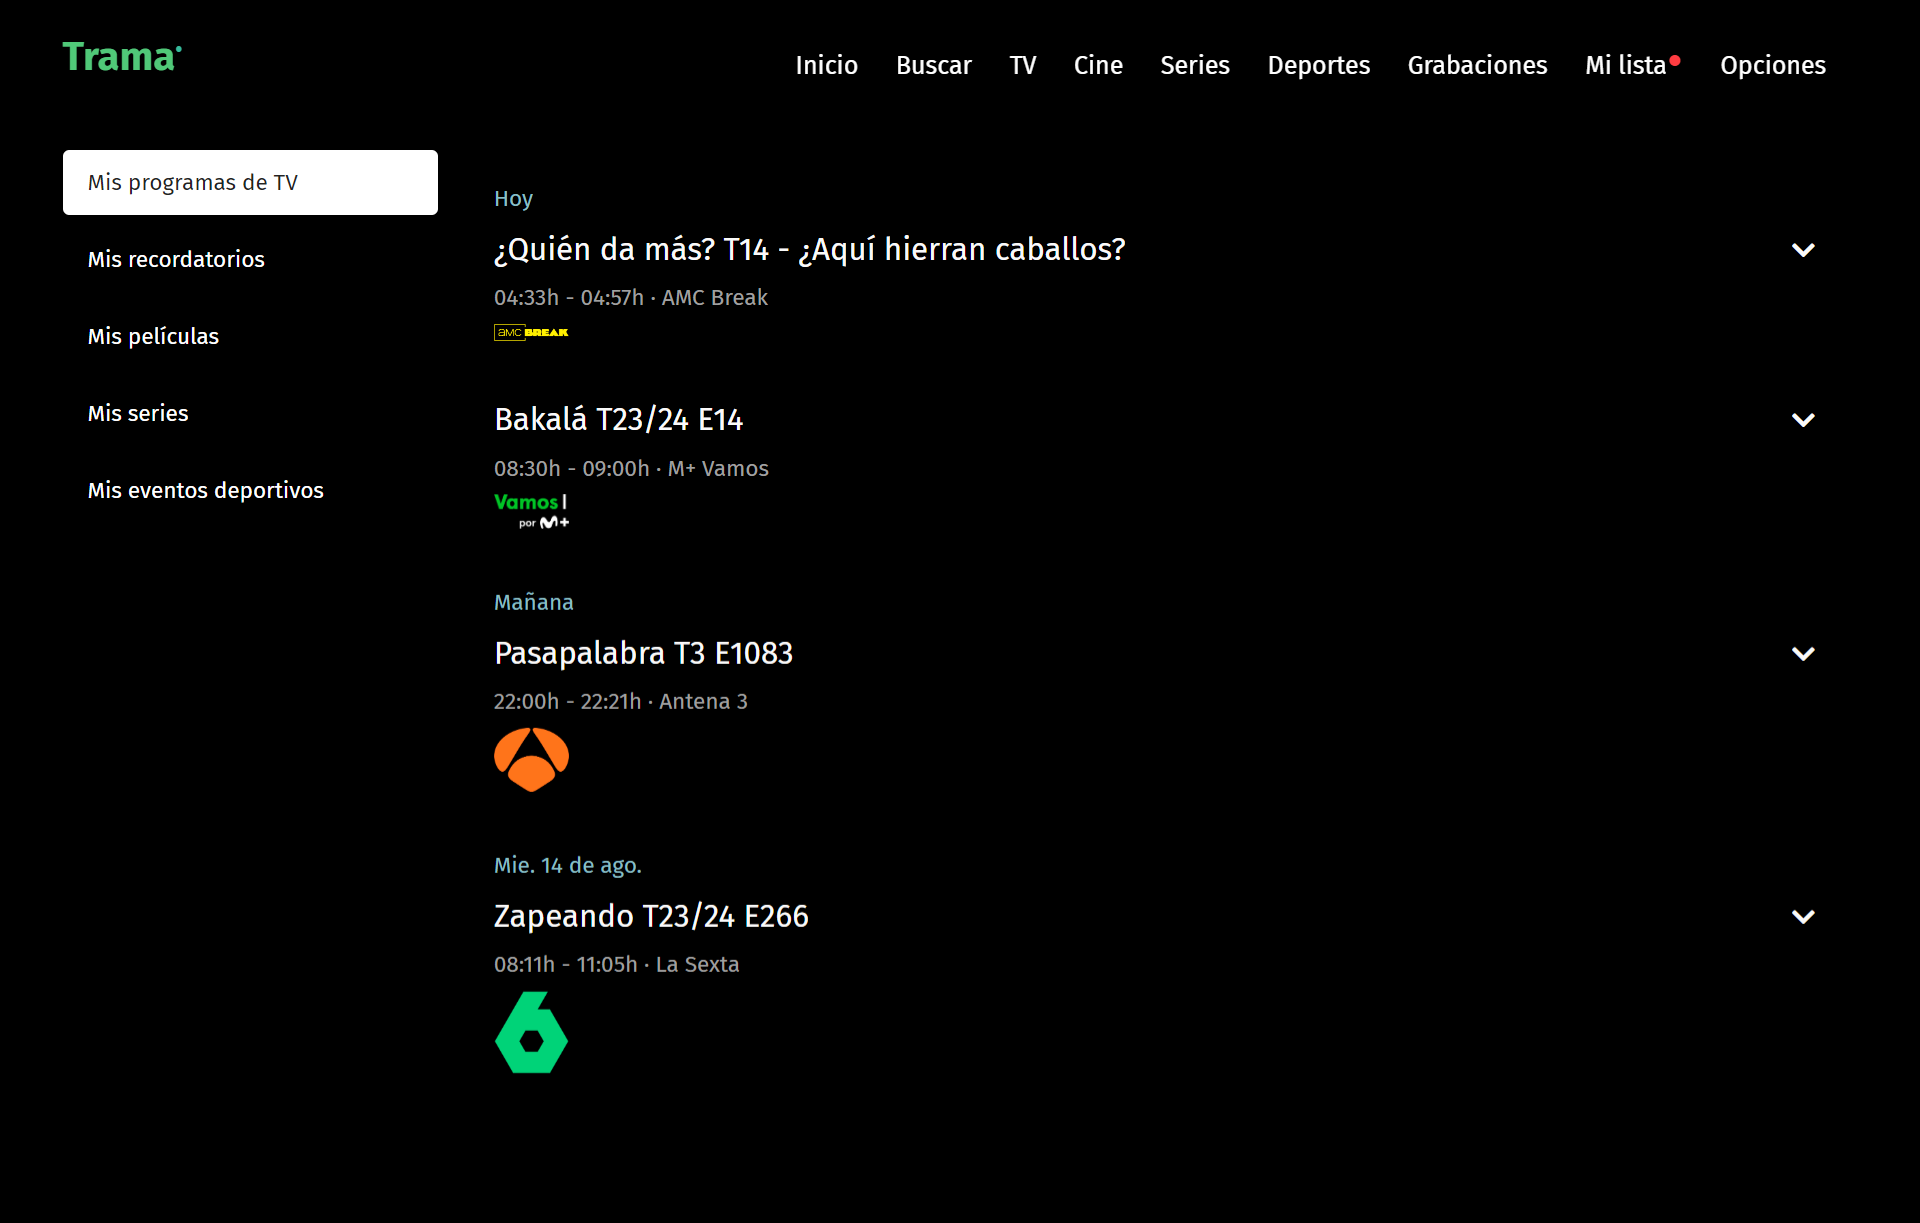 Trama
Inicio Buscar TV Cine Series Deportes Grabaciones Mi lista Opciones
Mis programas de TV
Mis recordatorios
Mis películas
Mis series
Mis eventos deportivos
Hoy
¿Quién da más? T14 - ¿Aquí hierran caballos?
04:33h - 04:57h · AMC Break
aMC BREAK
Bakalá T23/24 E14
08:30h - 09:00h · M+ Vamos
Vamos
por M+
Mañana
Pasapalabra T3 E1083
22:00h - 22:21h · Antena 3
Mie. 14 de ago.
Zapeando T23/24 E266
08:11h - 11:05h · La Sexta
6